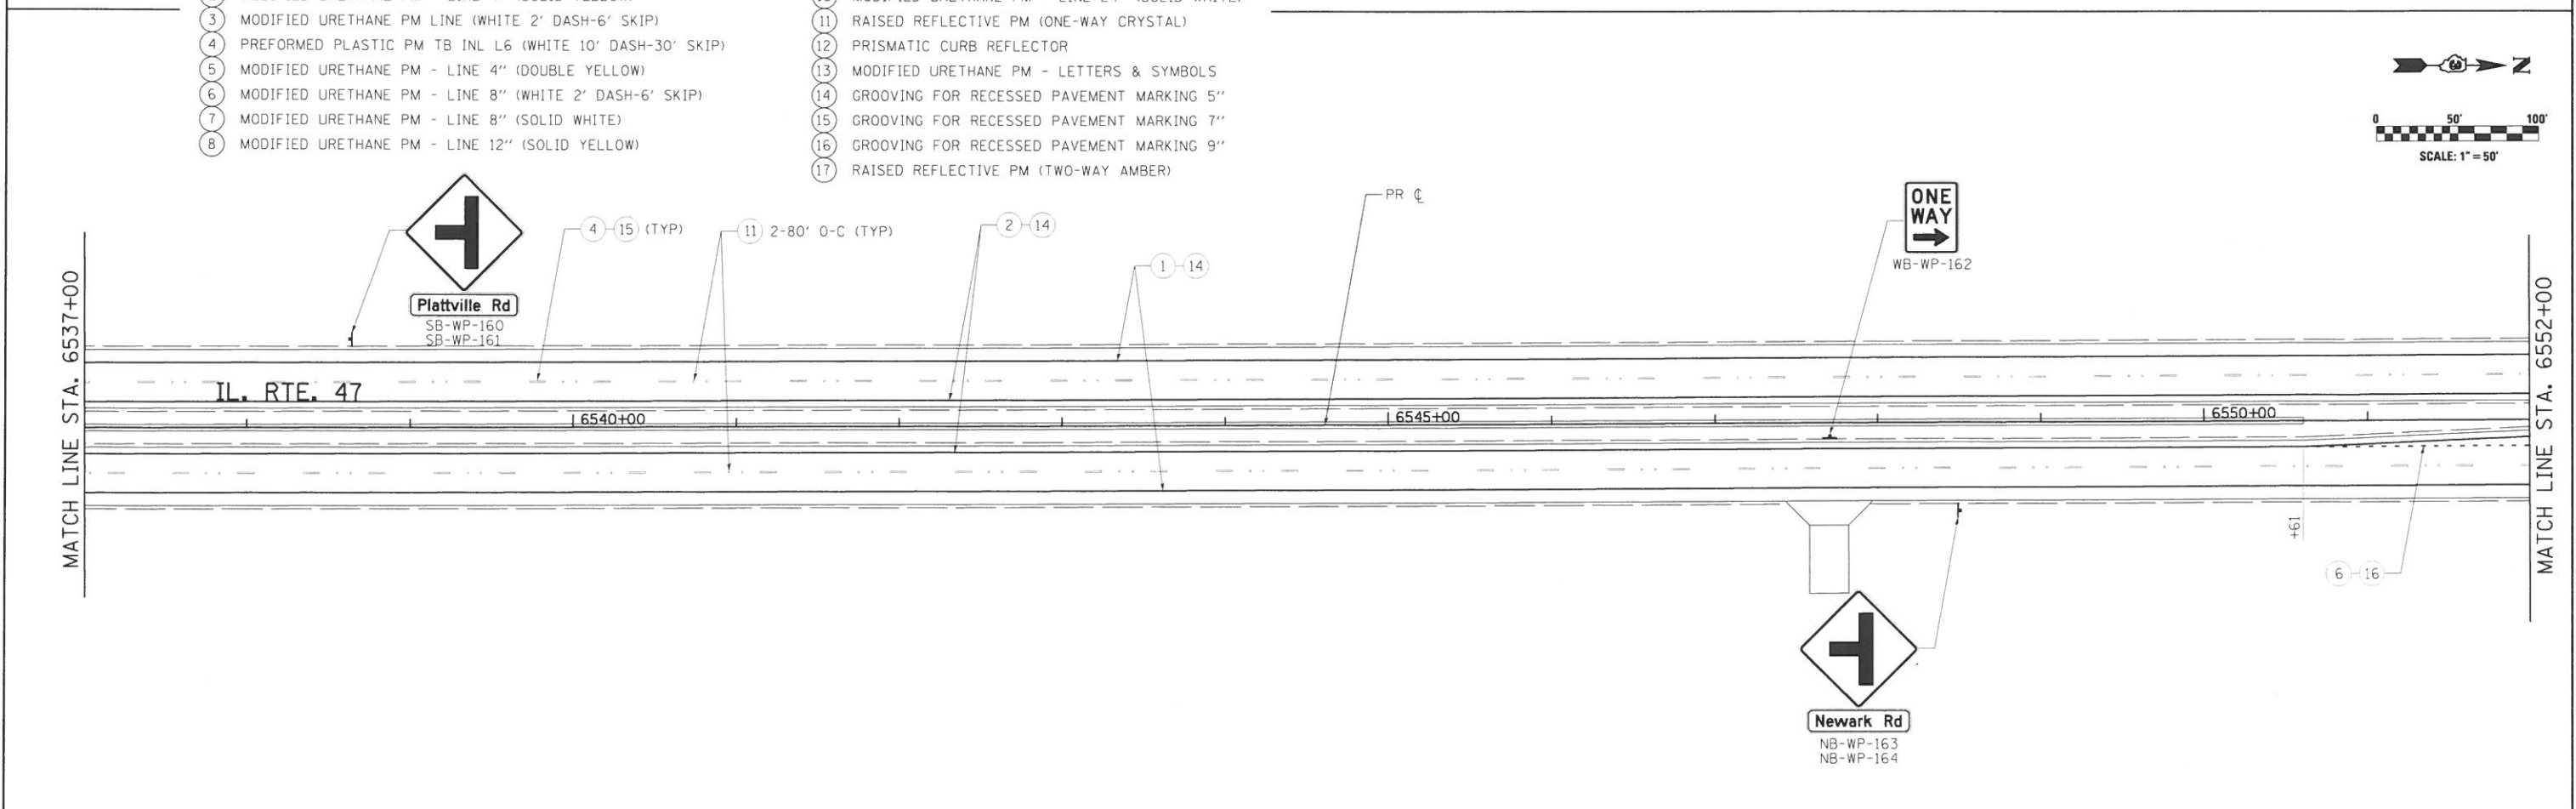 3 MODIFIED URETHANE PM LINE (WHITE 2' DASH-6' SKIP)
4 PREFORMED PLASTIC PM TB INL L6 (WHITE 10' DASH-30' SKIP)
5 MODIFIED URETHANE PM - LINE 4" (DOUBLE YELLOW)
6 MODIFIED URETHANE PM - LINE 8" (WHITE 2' DASH-6' SKIP)
7 MODIFIED URETHANE PM - LINE 8" (SOLID WHITE)
8 MODIFIED URETHANE PM - LINE 12" (SOLID YELLOW)
11 RAISED REFLECTIVE PM (ONE-WAY CRYSTAL)
12 PRISMATIC CURB REFLECTOR
13 MODIFIED URETHANE PM - LETTERS & SYMBOLS
14 GROOVING FOR RECESSED PAVEMENT MARKING 5"
15 GROOVING FOR RECESSED PAVEMENT MARKING 7"
16 GROOVING FOR RECESSED PAVEMENT MARKING 9"
17 RAISED REFLECTIVE PM (TWO-WAY AMBER)
N
0 50' 100'
SCALE: 1" = 50'
MATCH LINE STA. 6537+00
Plattville Rd
SB-WP-160
SB-WP-161
4 15 (TYP)
11 2-80' O-C (TYP)
2 14
1 14
PR ℄
ONE
WAY
WB-WP-162
IL. RTE. 47
6540+00
6545+00
6550+00
+61
6 16
Newark Rd
NB-WP-163
NB-WP-164
MATCH LINE STA. 6552+00